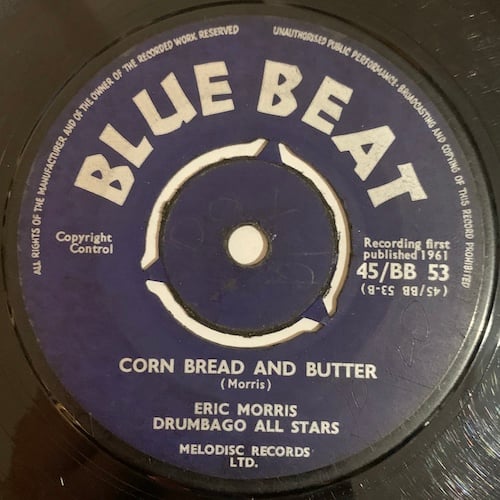 ALL RIGHTS OF THE MANUFACTURER AND OF THE OWNER OF THE RECORDED WORK RESERVED
UNAUTHORISED PUBLIC PERFORMANCE, BROADCASTING AND COPYING OF THIS RECORD PROHIBITED
BLUE BEAT
Copyright
Control
Recording first
published 1961
45/BB 53
(45/BB 53-B)
CORN BREAD AND BUTTER
(Morris)
ERIC MORRIS
DRUMBAGO ALL STARS
MELODISC RECORDS
LTD.